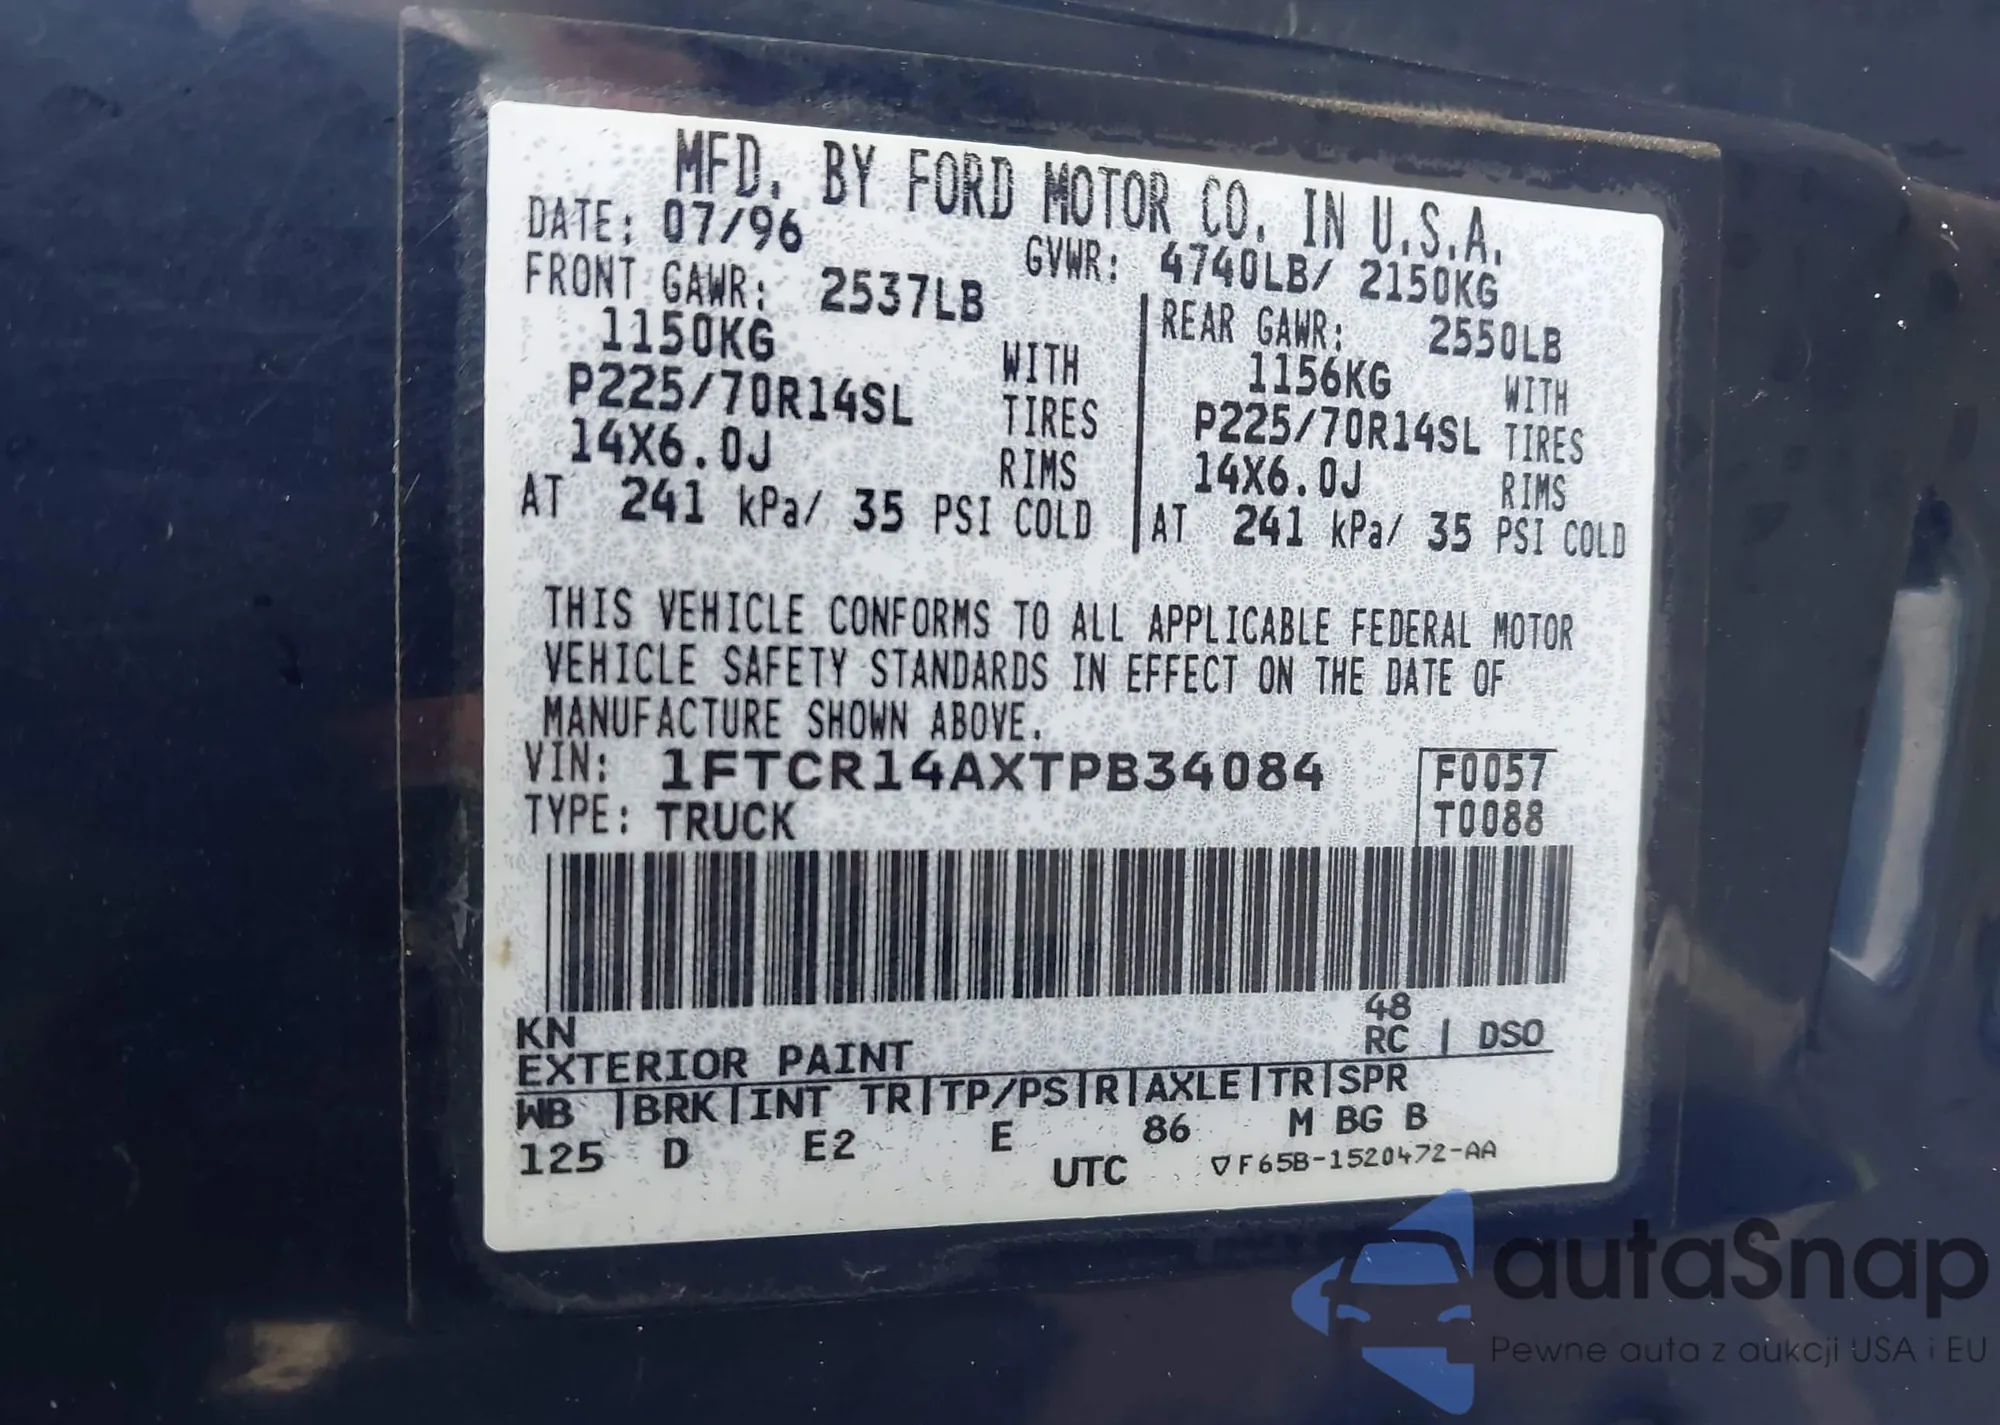 MFD. BY FORD MOTOR CO. IN U.S.A.
DATE: 07/96 GVWR: 4740LB/ 2150KG
FRONT GAWR: 2537LB REAR GAWR: 2550LB
1150KG WITH 1156KG WITH
P225/70R14SL TIRES P225/70R14SL TIRES
14X6.0J RIMS 14X6.0J RIMS
AT 241 kPa/ 35 PSI COLD AT 241 kPa/ 35 PSI COLD
THIS VEHICLE CONFORMS TO ALL APPLICABLE FEDERAL MOTOR
VEHICLE SAFETY STANDARDS IN EFFECT ON THE DATE OF
MANUFACTURE SHOWN ABOVE.
VIN: 1FTCR14AXTPB34084 F0057
TYPE: TRUCK T0088
KN 48
EXTERIOR PAINT RC | DSO
WB | BRK | INT TR | TP/PS | R | AXLE | TR | SPR
125 D E2 E 86 M BG B
UTC ▽F65B-1520472-AA
autaSnap
Pewne auta z aukcji USA i EU